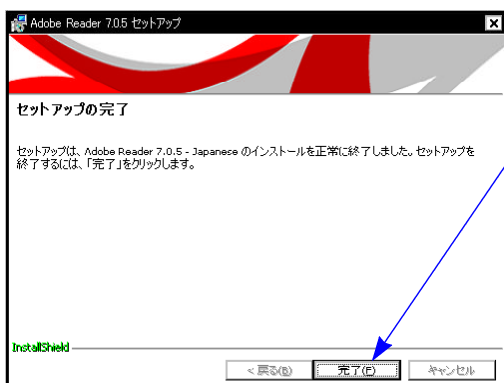 Adobe Reader 7.0.5 セットアップ
セットアップの完了
セットアップは、Adobe Reader 7.0.5 - Japanese のインストールを正常に終了しました。セットアップを
終了するには、「完了」をクリックします。
InstallShield
< 戻る(B) 完了(F) キャンセル